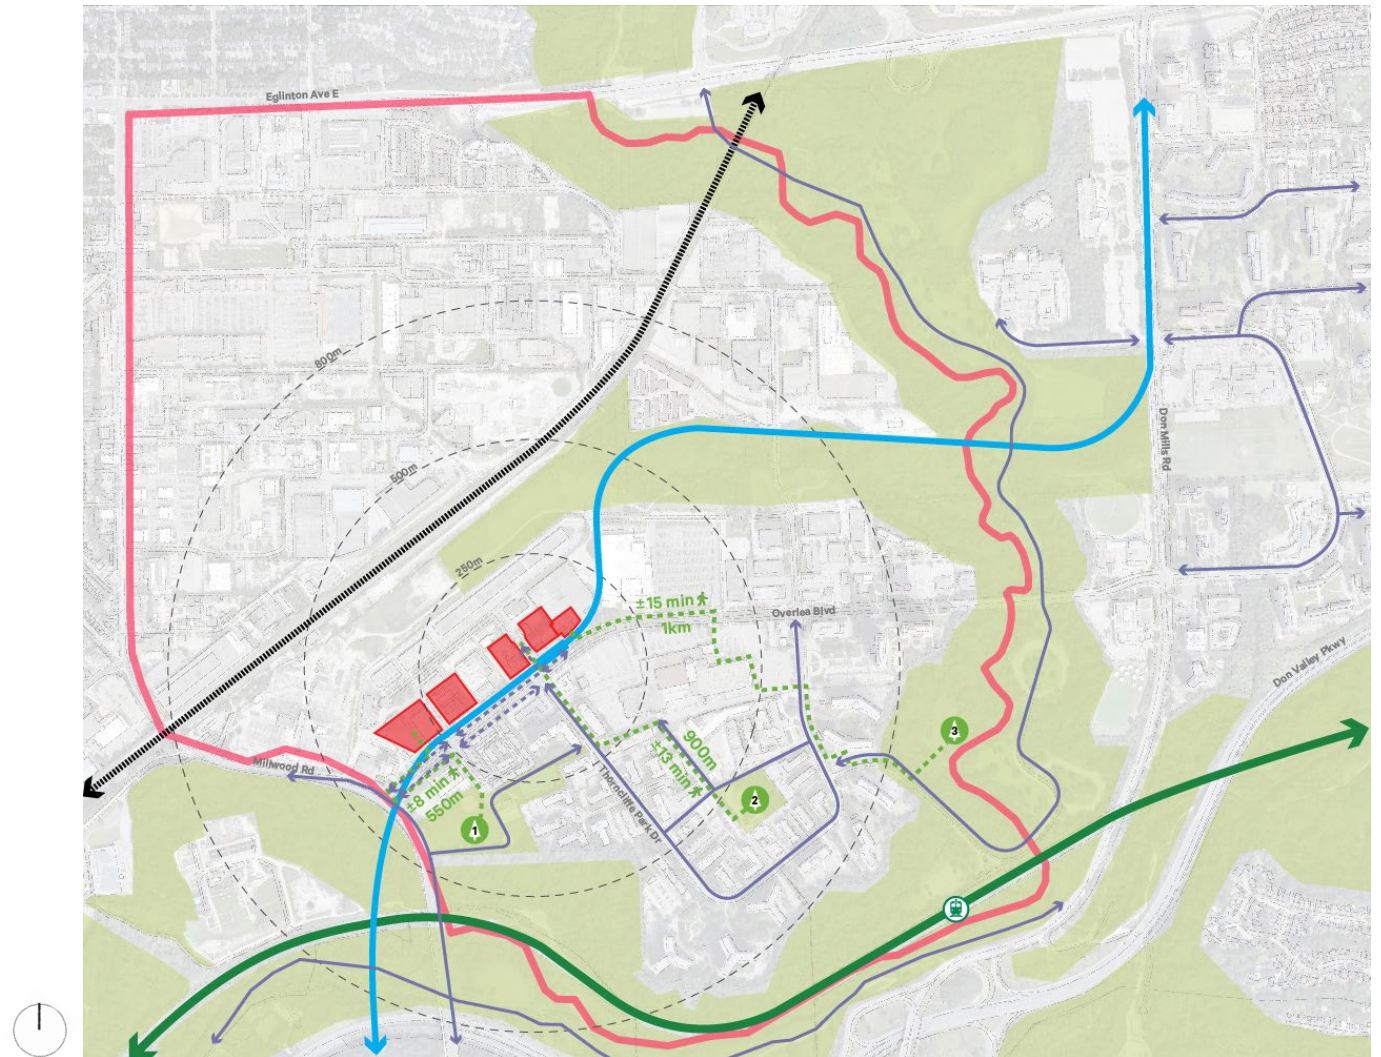 Eglinton Ave E
800m
500m
Don Mills Rd
250m
±15 min
1km
Overlea Blvd
Don Valley Pkwy
3
Millwood Rd
900m
±13 min
±8 min
550m
Thorncliffe Park Dr
2
1